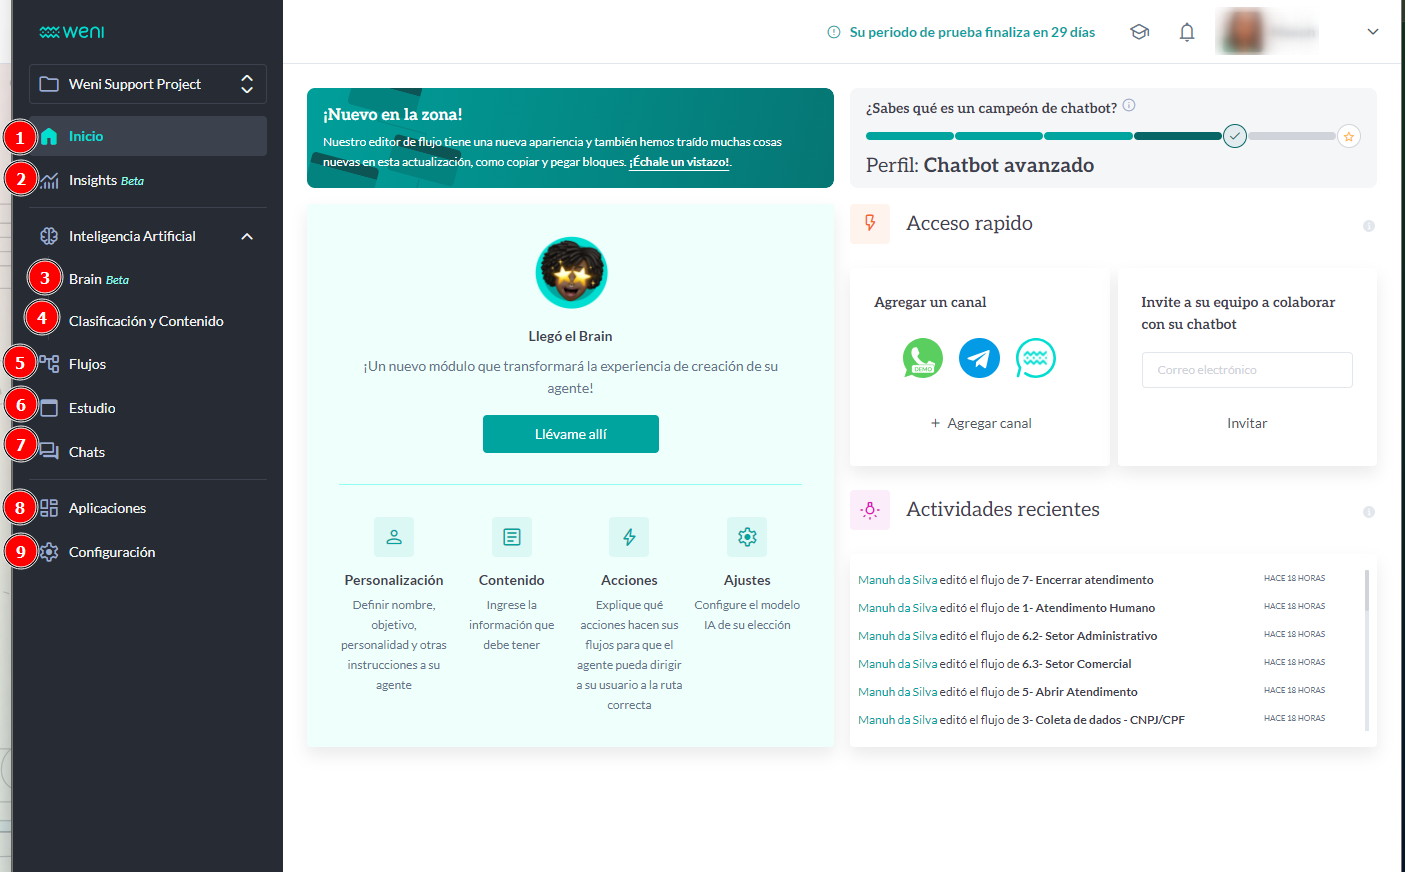 weni
Su periodo de prueba finaliza en 29 días
Weni Support Project
1 Inicio
2 Insights Beta
Inteligencia Artificial
3 Brain Beta
4 Clasificación y Contenido
5 Flujos
6 Estudio
7 Chats
8 Aplicaciones
9 Configuración
¡Nuevo en la zona!
Nuestro editor de flujo tiene una nueva apariencia y también hemos traído muchas cosas
nuevas en esta actualización, como copiar y pegar bloques. ¡Échale un vistazo!.
¿Sabes qué es un campeón de chatbot?
Perfil: Chatbot avanzado
Llegó el Brain
¡Un nuevo módulo que transformará la experiencia de creación de su
agente!
Llévame allí
Personalización
Definir nombre,
objetivo,
personalidad y otras
instrucciones a su
agente
Contenido
Ingrese la
información que
debe tener
Acciones
Explique qué
acciones hacen sus
flujos para que el
agente pueda dirigir
a su usuario a la ruta
correcta
Ajustes
Configure el modelo
IA de su elección
Acceso rapido
Agregar un canal
DEMO
+ Agregar canal
Invite a su equipo a colaborar
con su chatbot
Correo electrónico
Invitar
Actividades recientes
Manuh da Silva editó el flujo de 7- Encerrar atendimento HACE 18 HORAS
Manuh da Silva editó el flujo de 1- Atendimento Humano HACE 18 HORAS
Manuh da Silva editó el flujo de 6.2- Setor Administrativo HACE 18 HORAS
Manuh da Silva editó el flujo de 6.3- Setor Comercial HACE 18 HORAS
Manuh da Silva editó el flujo de 5- Abrir Atendimento HACE 18 HORAS
Manuh da Silva editó el flujo de 3- Coleta de dados - CNPJ/CPF HACE 18 HORAS